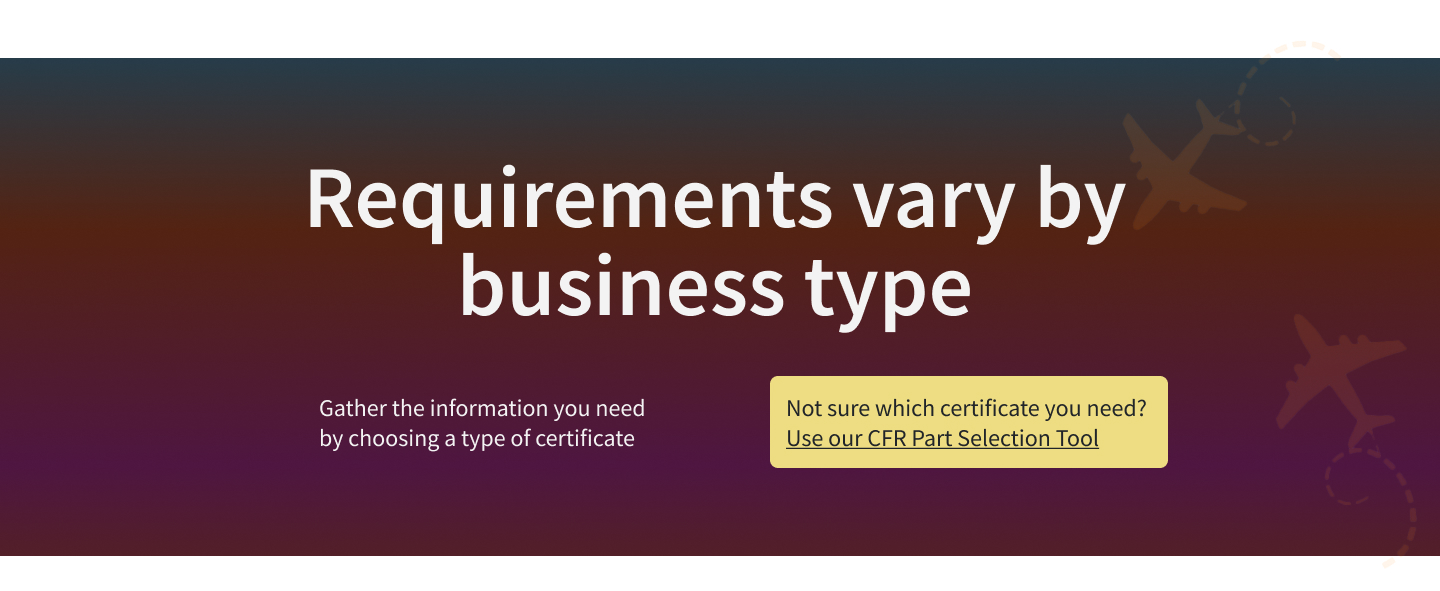 Requirements vary by
business type
Gather the information you need
by choosing a type of certificate
Not sure which certificate you need?
Use our CFR Part Selection Tool